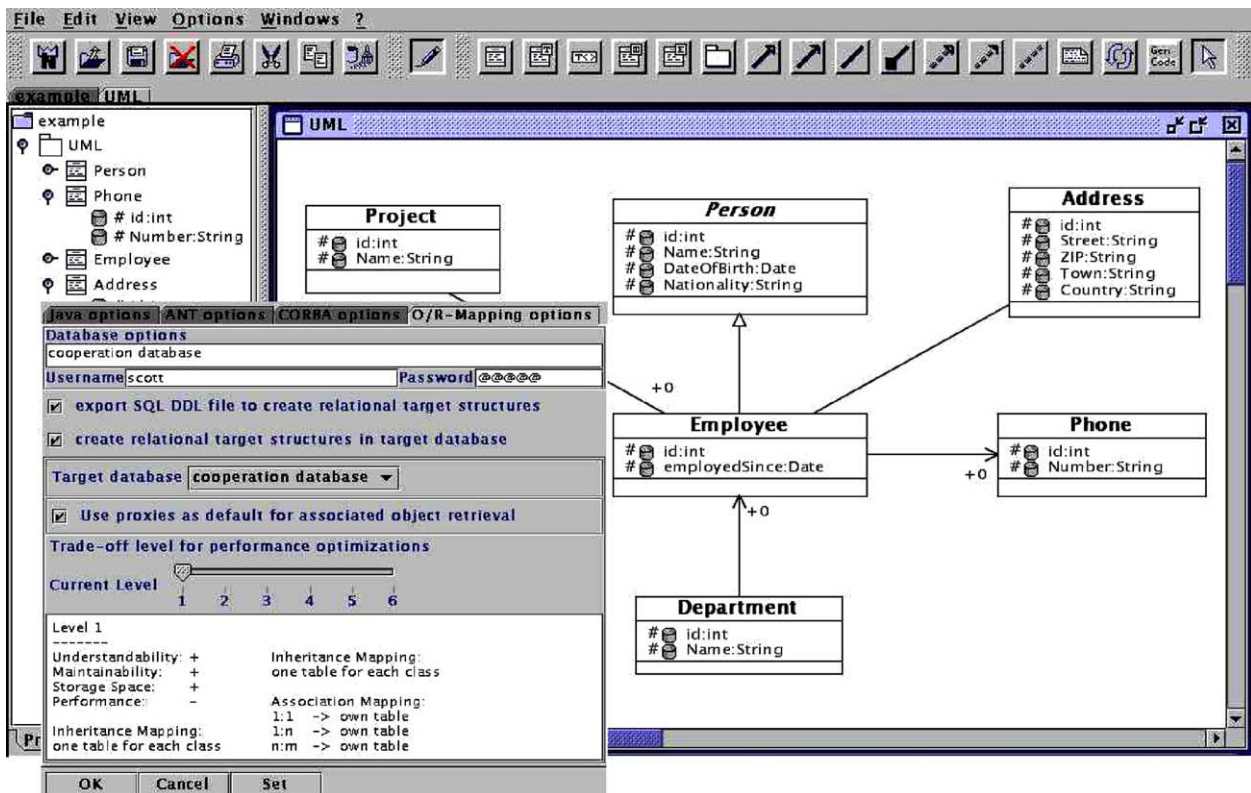 File Edit View Options Windows ?
Gen Code
example UML
example
UML
Person
Phone
# id:int
# Number:String
Employee
Address
UML
Project
# id:int
# Name:String
Person
# id:int
# Name:String
# DateOfBirth:Date
# Nationality:String
Address
# id:int
# Street:String
# ZIP:String
# Town:String
# Country:String
+0
Employee
# id:int
# employedSince:Date
+0
Phone
# id:int
# Number:String
+0
Department
# id:int
# Name:String
Java options ANT options CORBA options O/R-Mapping options
Database options
cooperation database
Username scott Password @@@@@
export SQL DDL file to create relational target structures
create relational target structures in target database
Target database cooperation database
Use proxies as default for associated object retrieval
Trade-off level for performance optimizations
Current Level
1 2 3 4 5 6
Level 1
-------
Understandability: +
Maintainability: +
Storage Space: +
Performance: -
Inheritance Mapping:
one table for each class
Inheritance Mapping:
one table for each class
Association Mapping:
1:1 -> own table
1:n -> own table
n:m -> own table
Pr
OK Cancel Set